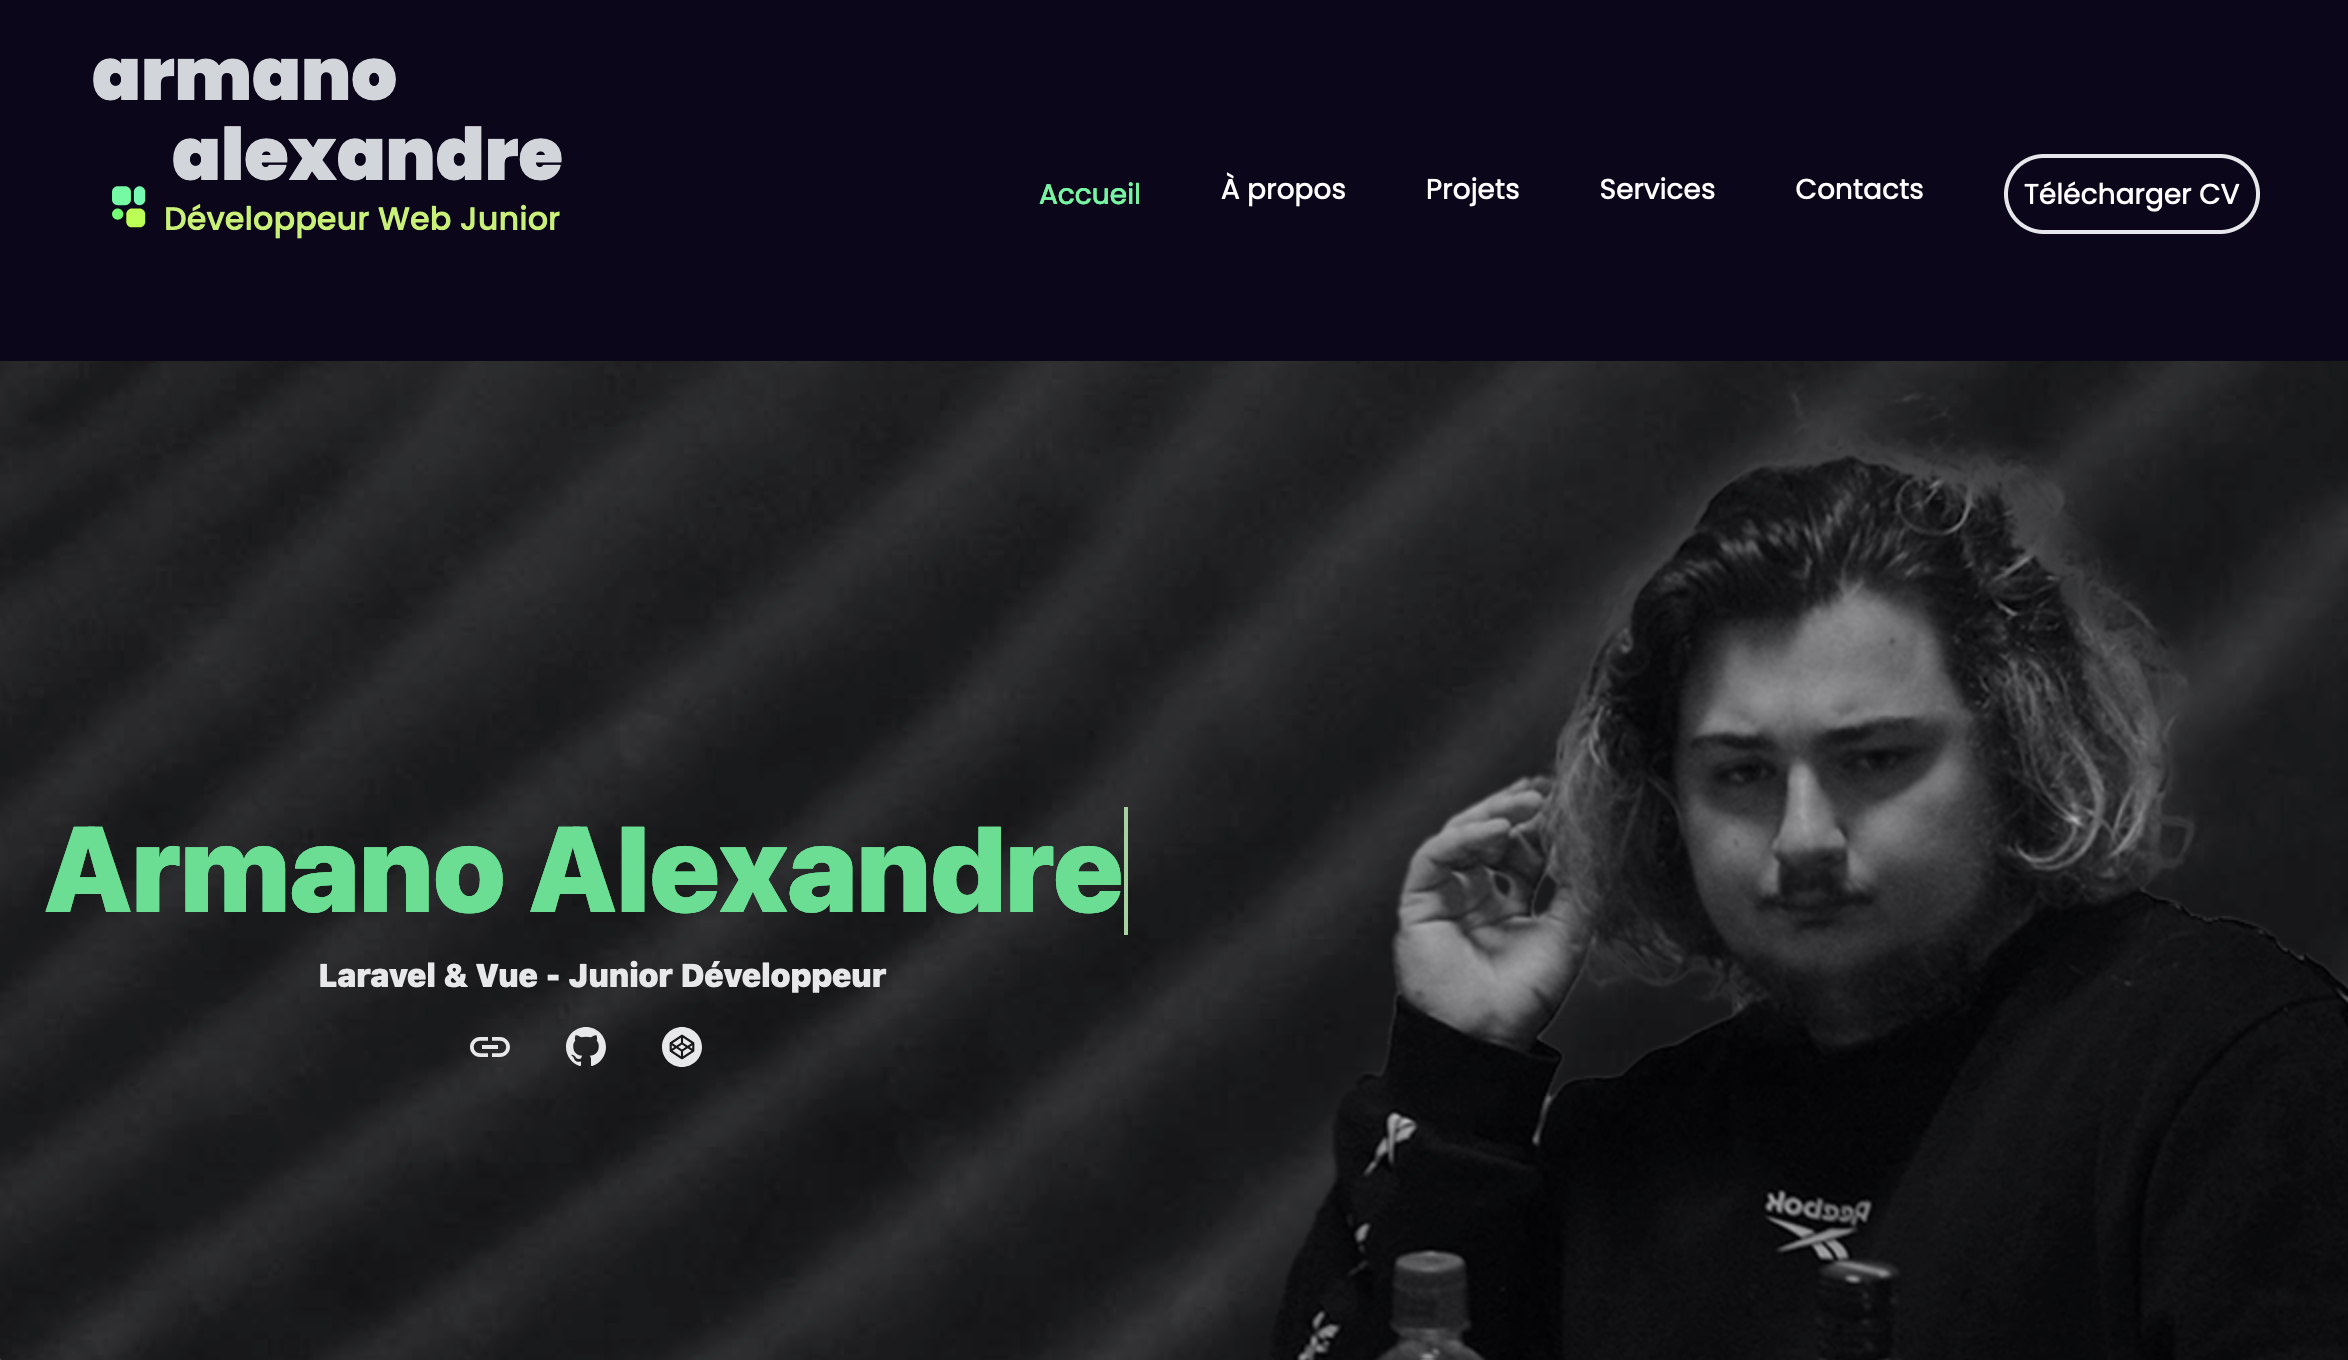 armano
alexandre
Développeur Web Junior
Accueil
À propos
Projets
Services
Contacts
Télécharger CV
Armano Alexandre
Laravel & Vue - Junior Développeur
Reebok